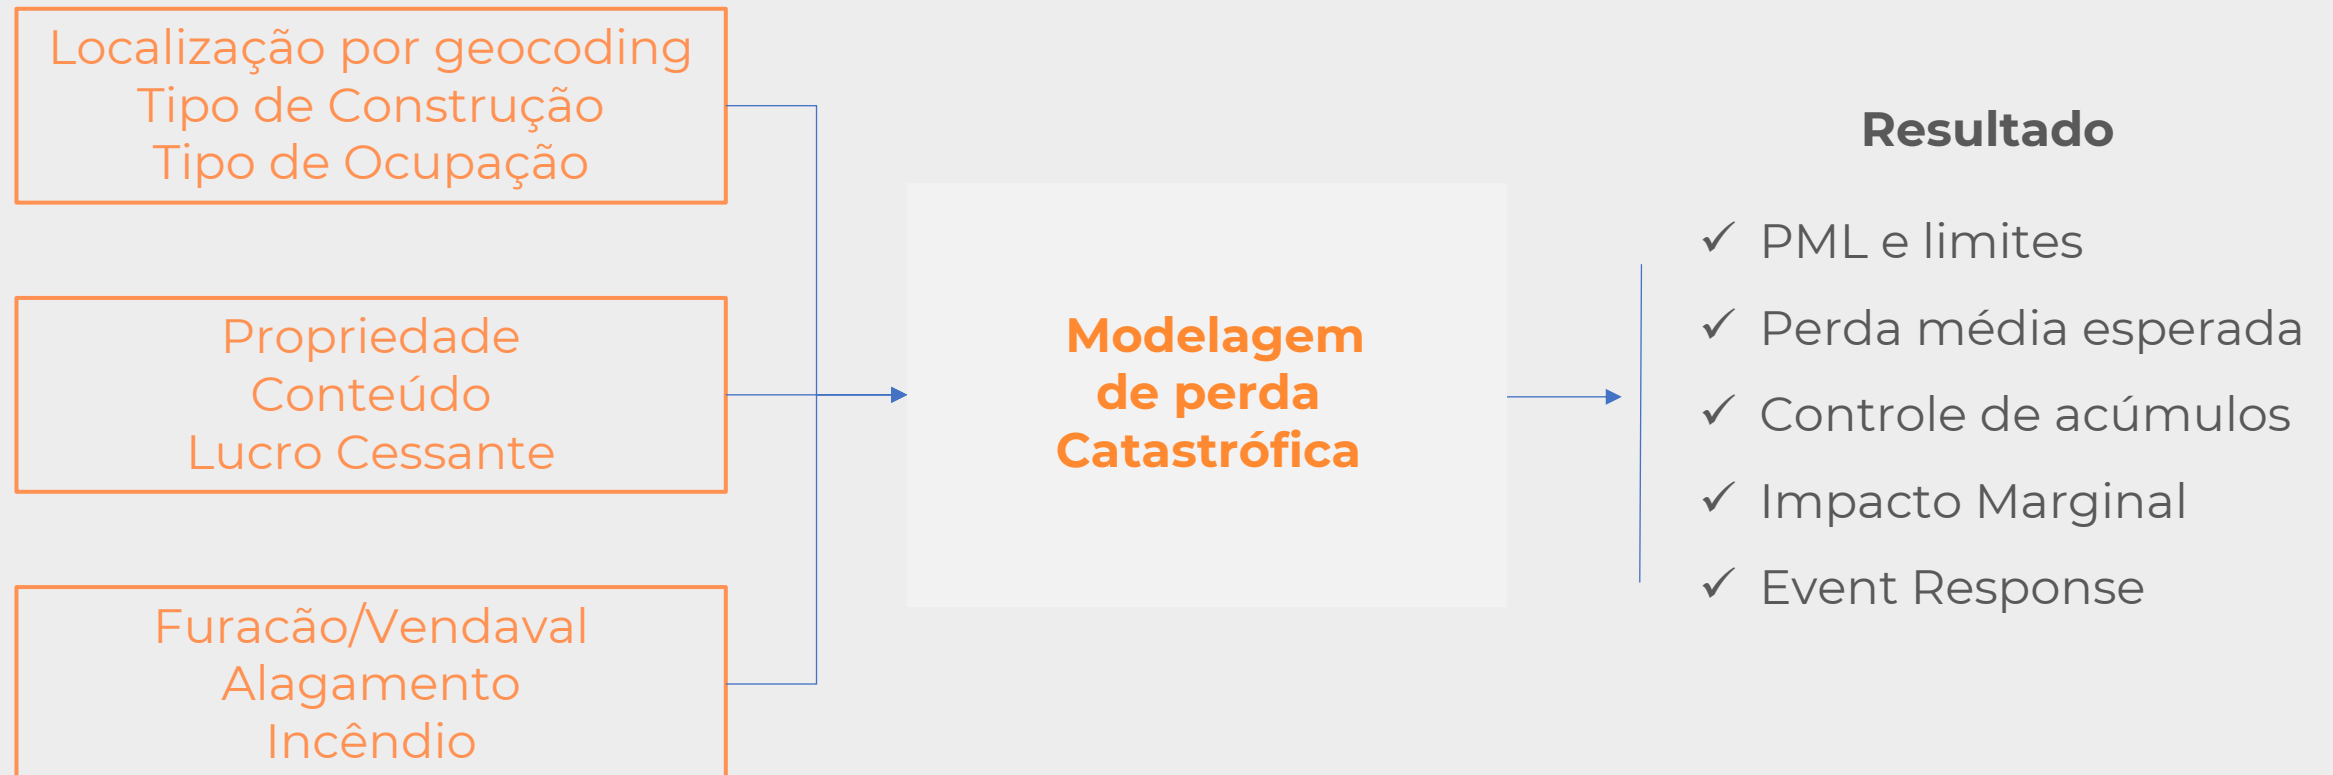 Localização por geocoding
Tipo de Construção
Tipo de Ocupação
Propriedade
Conteúdo
Lucro Cessante
Furacão/Vendaval
Alagamento
Incêndio
Modelagem
de perda
Catastrófica
Resultado
✓ PML e limites
✓ Perda média esperada
✓ Controle de acúmulos
✓ Impacto Marginal
✓ Event Response